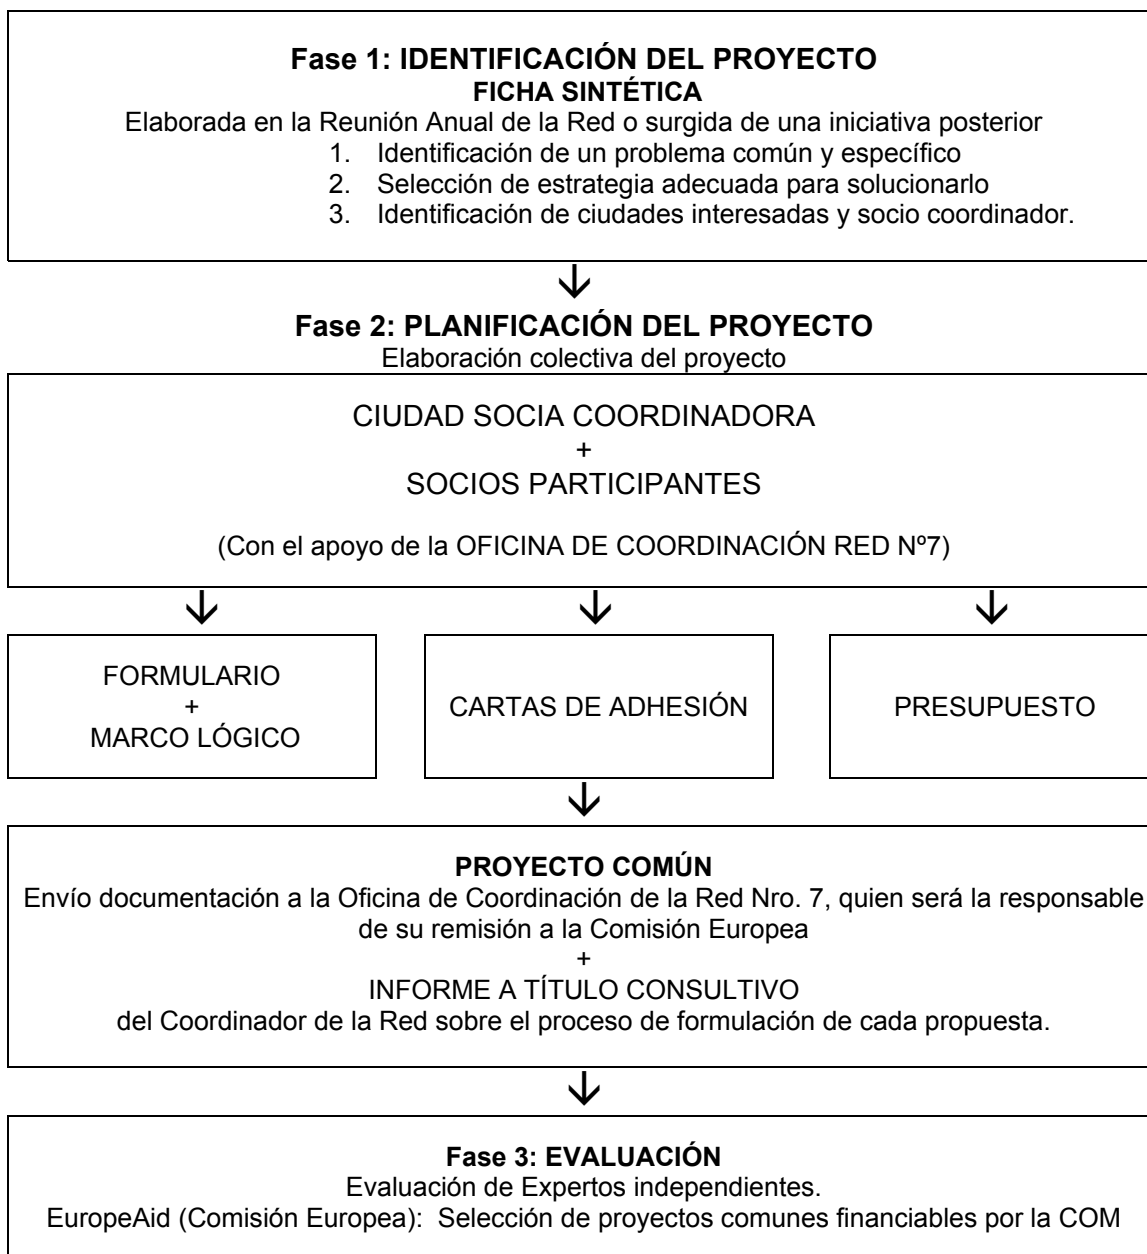 Fase 1: IDENTIFICACIÓN DEL PROYECTO
FICHA SINTÉTICA
Elaborada en la Reunión Anual de la Red o surgida de una iniciativa posterior
1. Identificación de un problema común y específico
2. Selección de estrategia adecuada para solucionarlo
3. Identificación de ciudades interesadas y socio coordinador.
Fase 2: PLANIFICACIÓN DEL PROYECTO
Elaboración colectiva del proyecto
CIUDAD SOCIA COORDINADORA
+
SOCIOS PARTICIPANTES
(Con el apoyo de la OFICINA DE COORDINACIÓN RED Nº7)
FORMULARIO
+
MARCO LÓGICO
CARTAS DE ADHESIÓN
PRESUPUESTO
PROYECTO COMÚN
Envío documentación a la Oficina de Coordinación de la Red Nro. 7, quien será la responsable
de su remisión a la Comisión Europea
+
INFORME A TÍTULO CONSULTIVO
del Coordinador de la Red sobre el proceso de formulación de cada propuesta.
Fase 3: EVALUACIÓN
Evaluación de Expertos independientes.
EuropeAid (Comisión Europea): Selección de proyectos comunes financiables por la COM